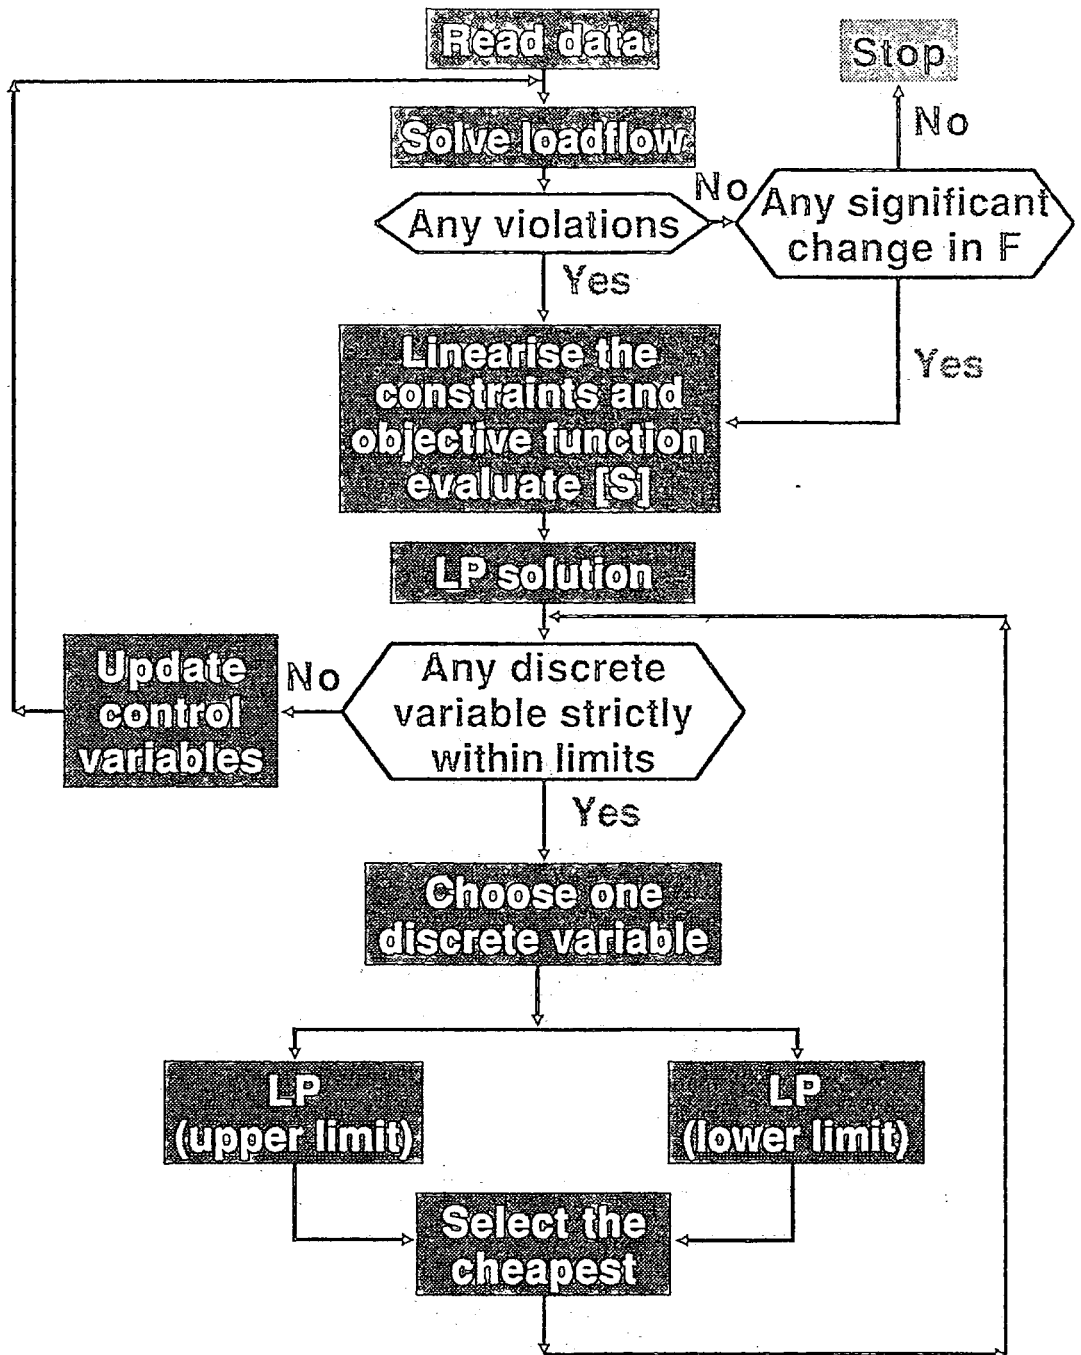 Read data
Stop
Solve loadflow
No
Any violations
No
Any significant
change in F
Yes
Yes
Linearise the
constraints and
objective function
evaluate [S]
LP solution
Update
control
variables
No
Any discrete
variable strictly
within limits
Yes
Choose one
discrete variable
LP
(upper limit)
LP
(lower limit)
Select the
cheapest